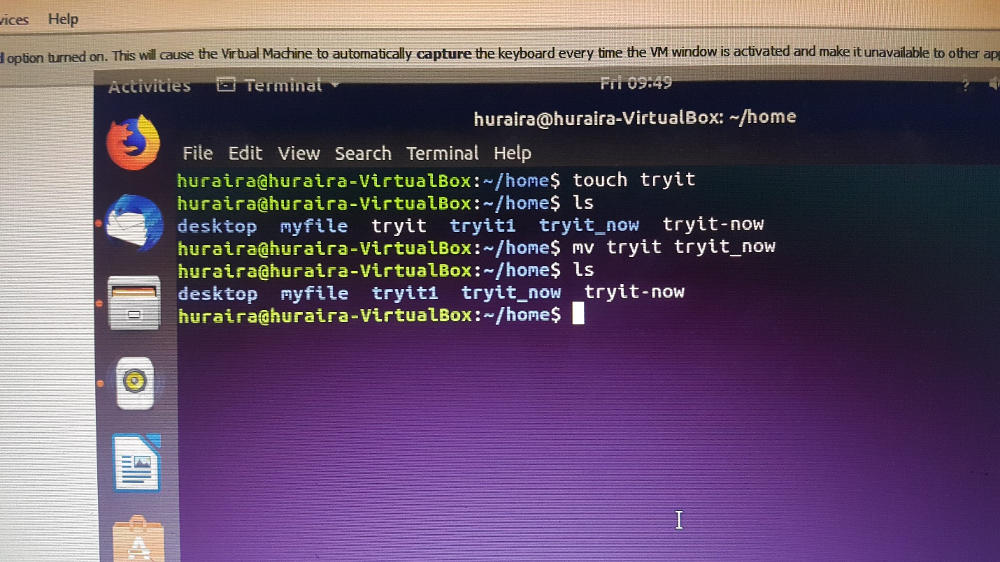 Help
option turned on. This will cause the Virtual Machine to automatically capture the keyboard every time the VM window is activated and make it unavailable to other
Activities Terminal Fri 09:49 ?
huraira@huraira-VirtualBox: ~/home
File Edit View Search Terminal Help
huraira@huraira-VirtualBox:~/home$ touch tryit
huraira@huraira-VirtualBox:~/home$ ls
desktop myfile tryit tryit1 tryit_now tryit-now
huraira@huraira-VirtualBox:~/home$ mv tryit tryit_now
huraira@huraira-VirtualBox:~/home$ ls
desktop myfile tryit1 tryit_now tryit-now
huraira@huraira-VirtualBox:~/home$